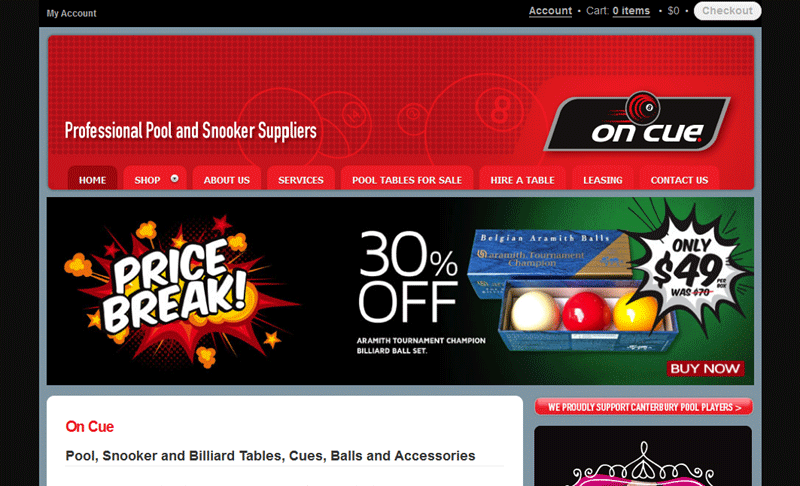 My Account
Account • Cart: 0 items • $0 • Checkout
Professional Pool and Snooker Suppliers
8
on cue.
HOME SHOP ABOUT US SERVICES POOL TABLES FOR SALE HIRE A TABLE LEASING CONTACT US
PRICE
BREAK!
30%
OFF
ARAMITH TOURNAMENT CHAMPION
BILLIARD BALL SET.
Belgian Aramith Balls
aramith Tournament
Champion
ONLY
$49 PER BOX
WAS $70
BUY NOW
On Cue
Pool, Snooker and Billiard Tables, Cues, Balls and Accessories
WE PROUDLY SUPPORT CANTERBURY POOL PLAYERS >